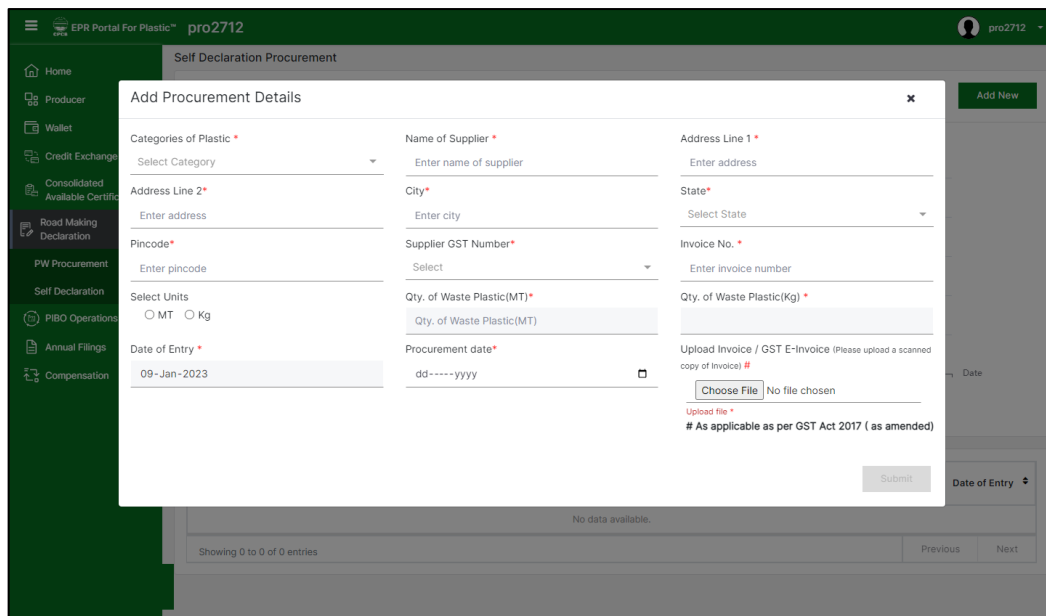 EPR Portal For Plastic™ pro2712 pro2712
CPCB
Self Declaration Procurement
Home
Producer
Wallet
Credit Exchange
Consolidated
Available Certific
Road Making
Declaration
PW Procurement
Self Declaration
PIBO Operations
Annual Filings
Compensation
Add New
Add Procurement Details
Categories of Plastic * Name of Supplier * Address Line 1 *
Select Category Enter name of supplier Enter address
Address Line 2* City* State*
Enter address Enter city Select State
Pincode* Supplier GST Number* Invoice No. *
Enter pincode Select Enter invoice number
Select Units Qty. of Waste Plastic(MT)* Qty. of Waste Plastic(Kg) *
MT Kg Qty. of Waste Plastic(MT)
Date of Entry * Procurement date* Upload Invoice / GST E-Invoice (Please upload a scanned
copy of Invoice) #
09-Jan-2023 dd-----yyyy Choose File No file chosen
Upload file *
# As applicable as per GST Act 2017 ( as amended)
Submit
Date
Date of Entry
No data available.
Showing 0 to 0 of 0 entries Previous Next